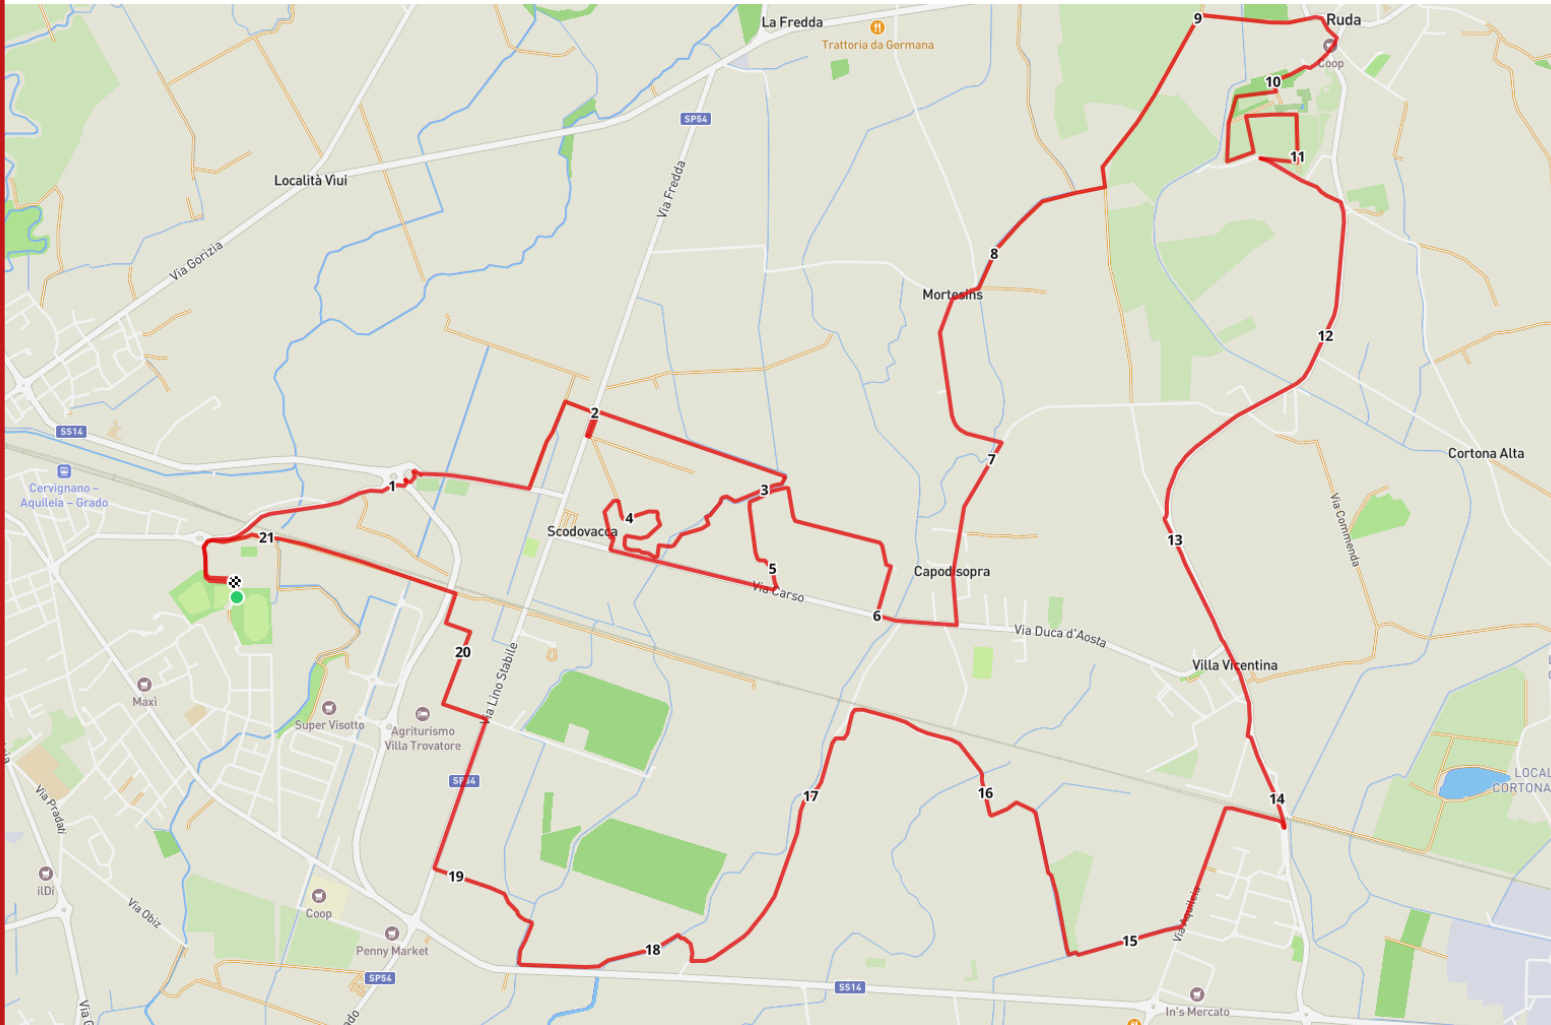 La Fredda
Trattoria da Germana
9
Ruda
Coop
10
SP54
11
Località Viui
Via Fredda
Via Gorizia
8
Mortesins
12
2
SS14
Cortona Alta
7
Cervignano –
Aquileia – Grado
1
3
4
Scodovacca
Via Commenda
21
13
5
Capodisopra
Via Carso
6
Via Duca d'Aosta
20
Villa Vicentina
Maxì
Via Lino Stabile
Super Visotto
Agriturismo
Villa Trovatore
SP54
LOCAL
CORTONA
17
16
14
Via Pradati
ilDì
19
Coop
Via Obiz
Via Aquileia
Penny Market
18
15
SP54
SS14
In's Mercato